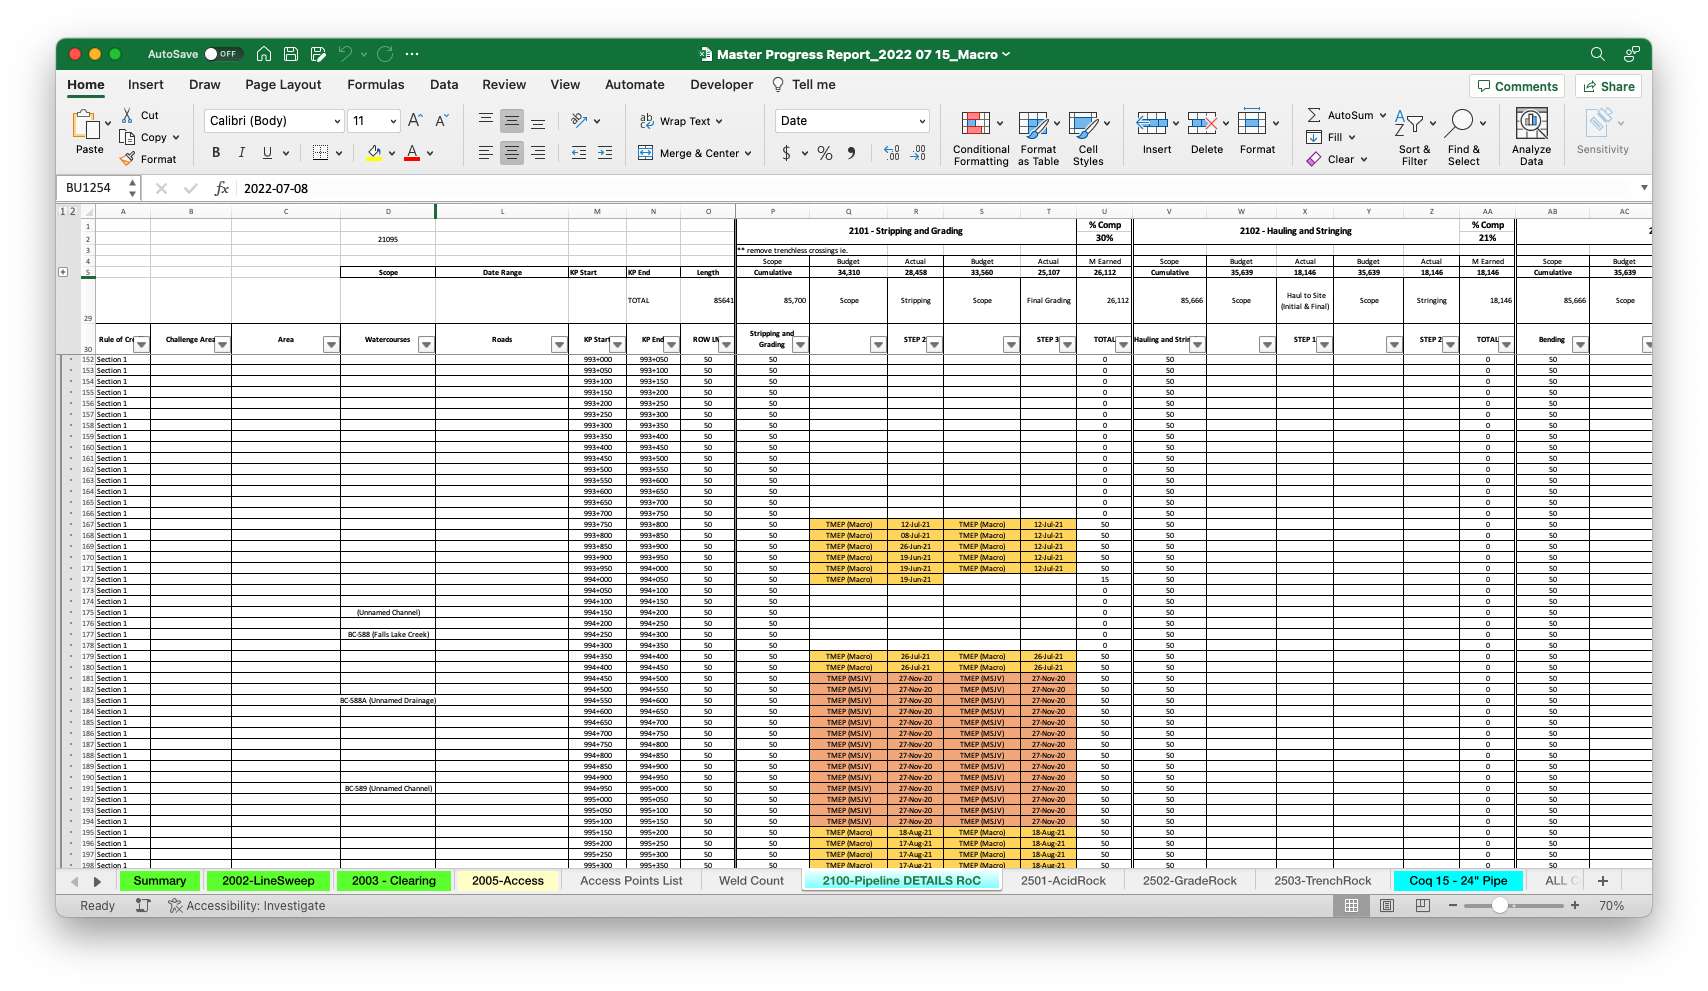 AutoSave OFF Master Progress Report_2022 07 15_Macro
Home Insert Draw Page Layout Formulas Data Review View Automate Developer Tell me Comments Share
Paste Cut Copy Format
Calibri (Body) 11
B I U
Wrap Text
Merge & Center
Date
$ % 9
Conditional Formatting Format as Table Cell Styles
Insert Delete Format
AutoSum Fill Clear
Sort & Filter Find & Select Analyze Data Sensitivity
BU1254 fx 2022-07-08
1 2 A B C D L M N O P Q R S T U V W X Y Z AA AB AC
1 2101 - Stripping and Grading % Comp 2102 - Hauling and Stringing % Comp
2 21095 30% 21% 2
3 ** remove trenchless crossings ie.
4 Scope Budget Actual Budget Actual M Earned Scope Budget Actual Budget Actual M Earned Scope Budget
5 Scope Date Range KP Start KP End Length Cumulative 34,310 28,458 33,560 25,107 26,112 Cumulative 35,639 18,146 35,639 18,146 18,146 Cumulative 35,639
29 TOTAL 85641 85,700 Scope Stripping Scope Final Grading 26,112 85,666 Scope Haul to Site (Initial & Final) Scope Stringing 18,146 85,666 Scope
30 Rule of Cre Challenge Area Area Watercourses Roads KP Start KP End ROW LN Stripping and Grading STEP 2 STEP 3 TOTAL Hauling and Strin STEP 1 STEP 2 TOTAL Bending
152 Section 1 993+000 993+050 50 50 0 50 0 50
153 Section 1 993+050 993+100 50 50 0 50 0 50
154 Section 1 993+100 993+150 50 50 0 50 0 50
155 Section 1 993+150 993+200 50 50 0 50 0 50
156 Section 1 993+200 993+250 50 50 0 50 0 50
157 Section 1 993+250 993+300 50 50 0 50 0 50
158 Section 1 993+300 993+350 50 50 0 50 0 50
159 Section 1 993+350 993+400 50 50 0 50 0 50
160 Section 1 993+400 993+450 50 50 0 50 0 50
161 Section 1 993+450 993+500 50 50 0 50 0 50
162 Section 1 993+500 993+550 50 50 0 50 0 50
163 Section 1 993+550 993+600 50 50 0 50 0 50
164 Section 1 993+600 993+650 50 50 0 50 0 50
165 Section 1 993+650 993+700 50 50 0 50 0 50
166 Section 1 993+700 993+750 50 50 0 50 0 50
167 Section 1 993+750 993+800 50 50 TMEP (Macro) 12-Jul-21 TMEP (Macro) 12-Jul-21 50 50 0 50
168 Section 1 993+800 993+850 50 50 TMEP (Macro) 08-Jul-21 TMEP (Macro) 12-Jul-21 50 50 0 50
169 Section 1 993+850 993+900 50 50 TMEP (Macro) 26-Jun-21 TMEP (Macro) 12-Jul-21 50 50 0 50
170 Section 1 993+900 993+950 50 50 TMEP (Macro) 19-Jun-21 TMEP (Macro) 12-Jul-21 50 50 0 50
171 Section 1 993+950 994+000 50 50 TMEP (Macro) 19-Jun-21 TMEP (Macro) 12-Jul-21 50 50 0 50
172 Section 1 994+000 994+050 50 50 TMEP (Macro) 19-Jun-21 15 50 0 50
173 Section 1 994+050 994+100 50 50 0 50 0 50
174 Section 1 994+100 994+150 50 50 0 50 0 50
175 Section 1 (Unnamed Channel) 994+150 994+200 50 50 0 50 0 50
176 Section 1 994+200 994+250 50 50 0 50 0 50
177 Section 1 BC-588 (Falls Lake Creek) 994+250 994+300 50 50 0 50 0 50
178 Section 1 994+300 994+350 50 50 0 50 0 50
179 Section 1 994+350 994+400 50 50 TMEP (Macro) 26-Jul-21 TMEP (Macro) 26-Jul-21 50 50 0 50
180 Section 1 994+400 994+450 50 50 TMEP (Macro) 26-Jul-21 TMEP (Macro) 26-Jul-21 50 50 0 50
181 Section 1 994+450 994+500 50 50 TMEP (MSJV) 27-Nov-20 TMEP (MSJV) 27-Nov-20 50 50 0 50
182 Section 1 994+500 994+550 50 50 TMEP (MSJV) 27-Nov-20 TMEP (MSJV) 27-Nov-20 50 50 0 50
183 Section 1 BC-588A (Unnamed Drainage) 994+550 994+600 50 50 TMEP (MSJV) 27-Nov-20 TMEP (MSJV) 27-Nov-20 50 50 0 50
184 Section 1 994+600 994+650 50 50 TMEP (MSJV) 27-Nov-20 TMEP (MSJV) 27-Nov-20 50 50 0 50
185 Section 1 994+650 994+700 50 50 TMEP (MSJV) 27-Nov-20 TMEP (MSJV) 27-Nov-20 50 50 0 50
186 Section 1 994+700 994+750 50 50 TMEP (MSJV) 27-Nov-20 TMEP (MSJV) 27-Nov-20 50 50 0 50
187 Section 1 994+750 994+800 50 50 TMEP (MSJV) 27-Nov-20 TMEP (MSJV) 27-Nov-20 50 50 0 50
188 Section 1 994+800 994+850 50 50 TMEP (MSJV) 27-Nov-20 TMEP (MSJV) 27-Nov-20 50 50 0 50
189 Section 1 994+850 994+900 50 50 TMEP (MSJV) 27-Nov-20 TMEP (MSJV) 27-Nov-20 50 50 0 50
190 Section 1 994+900 994+950 50 50 TMEP (MSJV) 27-Nov-20 TMEP (MSJV) 27-Nov-20 50 50 0 50
191 Section 1 BC-589 (Unnamed Channel) 994+950 995+000 50 50 TMEP (MSJV) 27-Nov-20 TMEP (MSJV) 27-Nov-20 50 50 0 50
192 Section 1 995+000 995+050 50 50 TMEP (MSJV) 27-Nov-20 TMEP (MSJV) 27-Nov-20 50 50 0 50
193 Section 1 995+050 995+100 50 50 TMEP (MSJV) 27-Nov-20 TMEP (MSJV) 27-Nov-20 50 50 0 50
194 Section 1 995+100 995+150 50 50 TMEP (MSJV) 27-Nov-20 TMEP (MSJV) 27-Nov-20 50 50 0 50
195 Section 1 995+150 995+200 50 50 TMEP (Macro) 18-Aug-21 TMEP (Macro) 18-Aug-21 50 50 0 50
196 Section 1 995+200 995+250 50 50 TMEP (Macro) 17-Aug-21 TMEP (Macro) 18-Aug-21 50 50 0 50
197 Section 1 995+250 995+300 50 50 TMEP (Macro) 17-Aug-21 TMEP (Macro) 18-Aug-21 50 50 0 50
198 Section 1 995+300 995+350 50 50 TMEP (Macro) 17-Aug-21 TMEP (Macro) 18-Aug-21 50 50 0 50
Summary 2002-LineSweep 2003 - Clearing 2005-Access Access Points List Weld Count 2100-Pipeline DETAILS RoC 2501-AcidRock 2502-GradeRock 2503-TrenchRock Coq 15 - 24" Pipe ALL C
Ready Accessibility: Investigate 70%